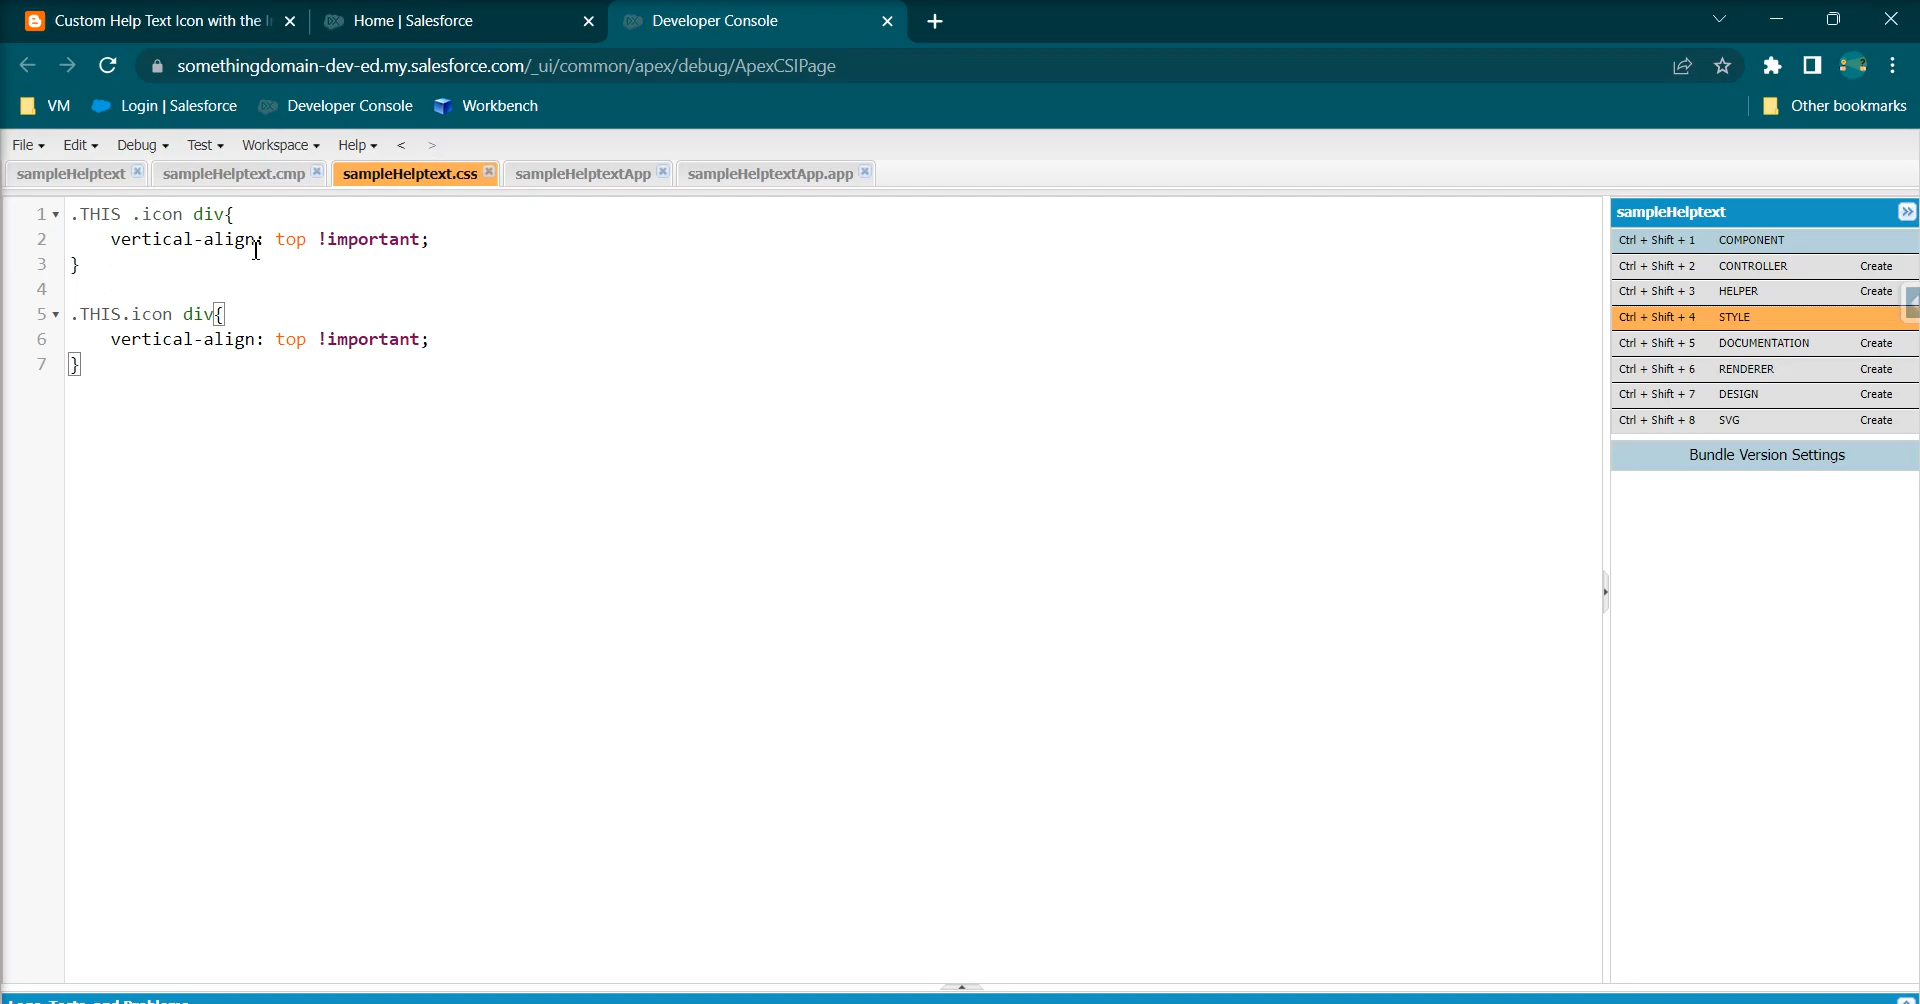 Custom Help Text Icon with the
Home | Salesforce
Developer Console
somethingdomain-dev-ed.my.salesforce.com/_ui/common/apex/debug/ApexCSIPage
VM
Login | Salesforce
Developer Console
Workbench
Other bookmarks
File
Edit
Debug
Test
Workspace
Help
<
>
sampleHelptext
sampleHelptext.cmp
sampleHelptext.css
sampleHelptextApp
sampleHelptextApp.app
1 .THIS .icon div{
2 vertical-align: top !important;
3 }
4
5 .THIS.icon div{
6 vertical-align: top !important;
7 }
sampleHelptext
Ctrl + Shift + 1 COMPONENT
Ctrl + Shift + 2 CONTROLLER Create
Ctrl + Shift + 3 HELPER Create
Ctrl + Shift + 4 STYLE
Ctrl + Shift + 5 DOCUMENTATION Create
Ctrl + Shift + 6 RENDERER Create
Ctrl + Shift + 7 DESIGN Create
Ctrl + Shift + 8 SVG Create
Bundle Version Settings